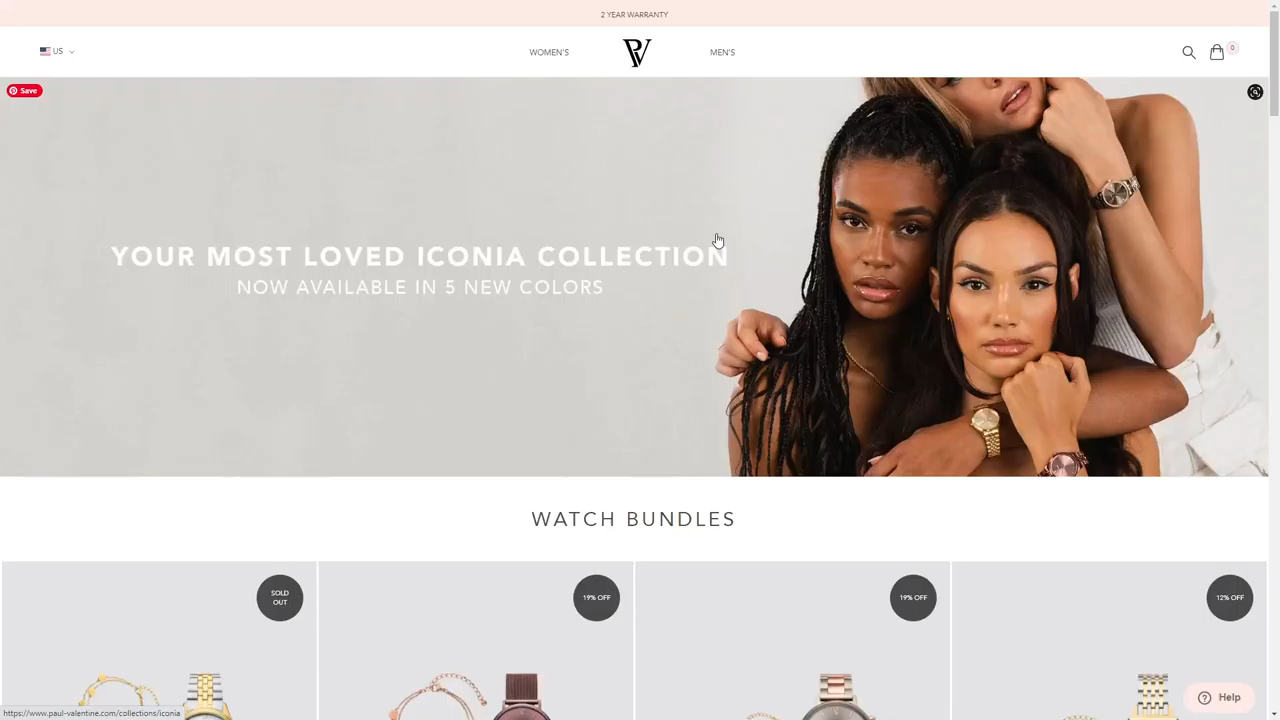 2 YEAR WARRANTY
US
WOMEN'S
PV
MEN'S
0
Save
YOUR MOST LOVED ICONIA COLLECTION
NOW AVAILABLE IN 5 NEW COLORS
WATCH BUNDLES
SOLD
OUT
19% OFF
19% OFF
12% OFF
Help
https://www.paul-valentine.com/collections/iconia